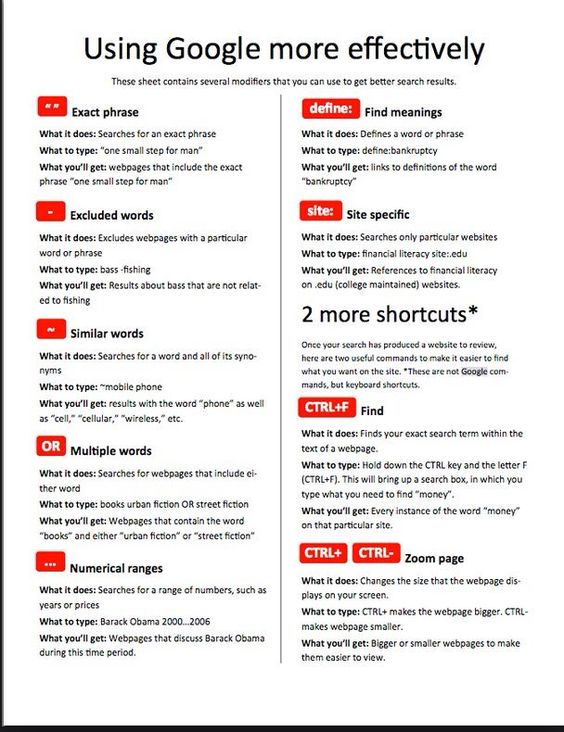 Using Google more effectively
These sheet contains several modifiers that you can use to get better search results.
“ ” Exact phrase
What it does: Searches for an exact phrase
What to type: “one small step for man”
What you’ll get: webpages that include the exact
phrase “one small step for man”
- Excluded words
What it does: Excludes webpages with a particular
word or phrase
What to type: bass -fishing
What you’ll get: Results about bass that are not relat-
ed to fishing
~ Similar words
What it does: Searches for a word and all of its syno-
nyms
What to type: ~mobile phone
What you’ll get: results with the word “phone” as well
as “cell,” “cellular,” “wireless,” etc.
OR Multiple words
What it does: Searches for webpages that include ei-
ther word
What to type: books urban fiction OR street fiction
What you’ll get: Webpages that contain the word
“books” and either “urban fiction” or “street fiction”
... Numerical ranges
What it does: Searches for a range of numbers, such as
years or prices
What to type: Barack Obama 2000...2006
What you’ll get: Webpages that discuss Barack Obama
during this time period.
define: Find meanings
What it does: Defines a word or phrase
What to type: define:bankruptcy
What you’ll get: links to definitions of the word
“bankruptcy”
site: Site specific
What it does: Searches only particular websites
What to type: financial literacy site:.edu
What you’ll get: References to financial literacy
on .edu (college maintained) websites.
2 more shortcuts*
Once your search has produced a website to review,
here are two useful commands to make it easier to find
what you want on the site. *These are not Google com-
mands, but keyboard shortcuts.
CTRL+F Find
What it does: Finds your exact search term within the
text of a webpage.
What to type: Hold down the CTRL key and the letter F
(CTRL+F). This will bring up a search box, in which you
type what you need to find “money”.
What you’ll get: Every instance of the word “money”
on that particular site.
CTRL+ CTRL- Zoom page
What it does: Changes the size that the webpage dis-
plays on your screen.
What to type: CTRL+ makes the webpage bigger. CTRL-
makes webpage smaller.
What you’ll get: Bigger or smaller webpages to make
them easier to view.